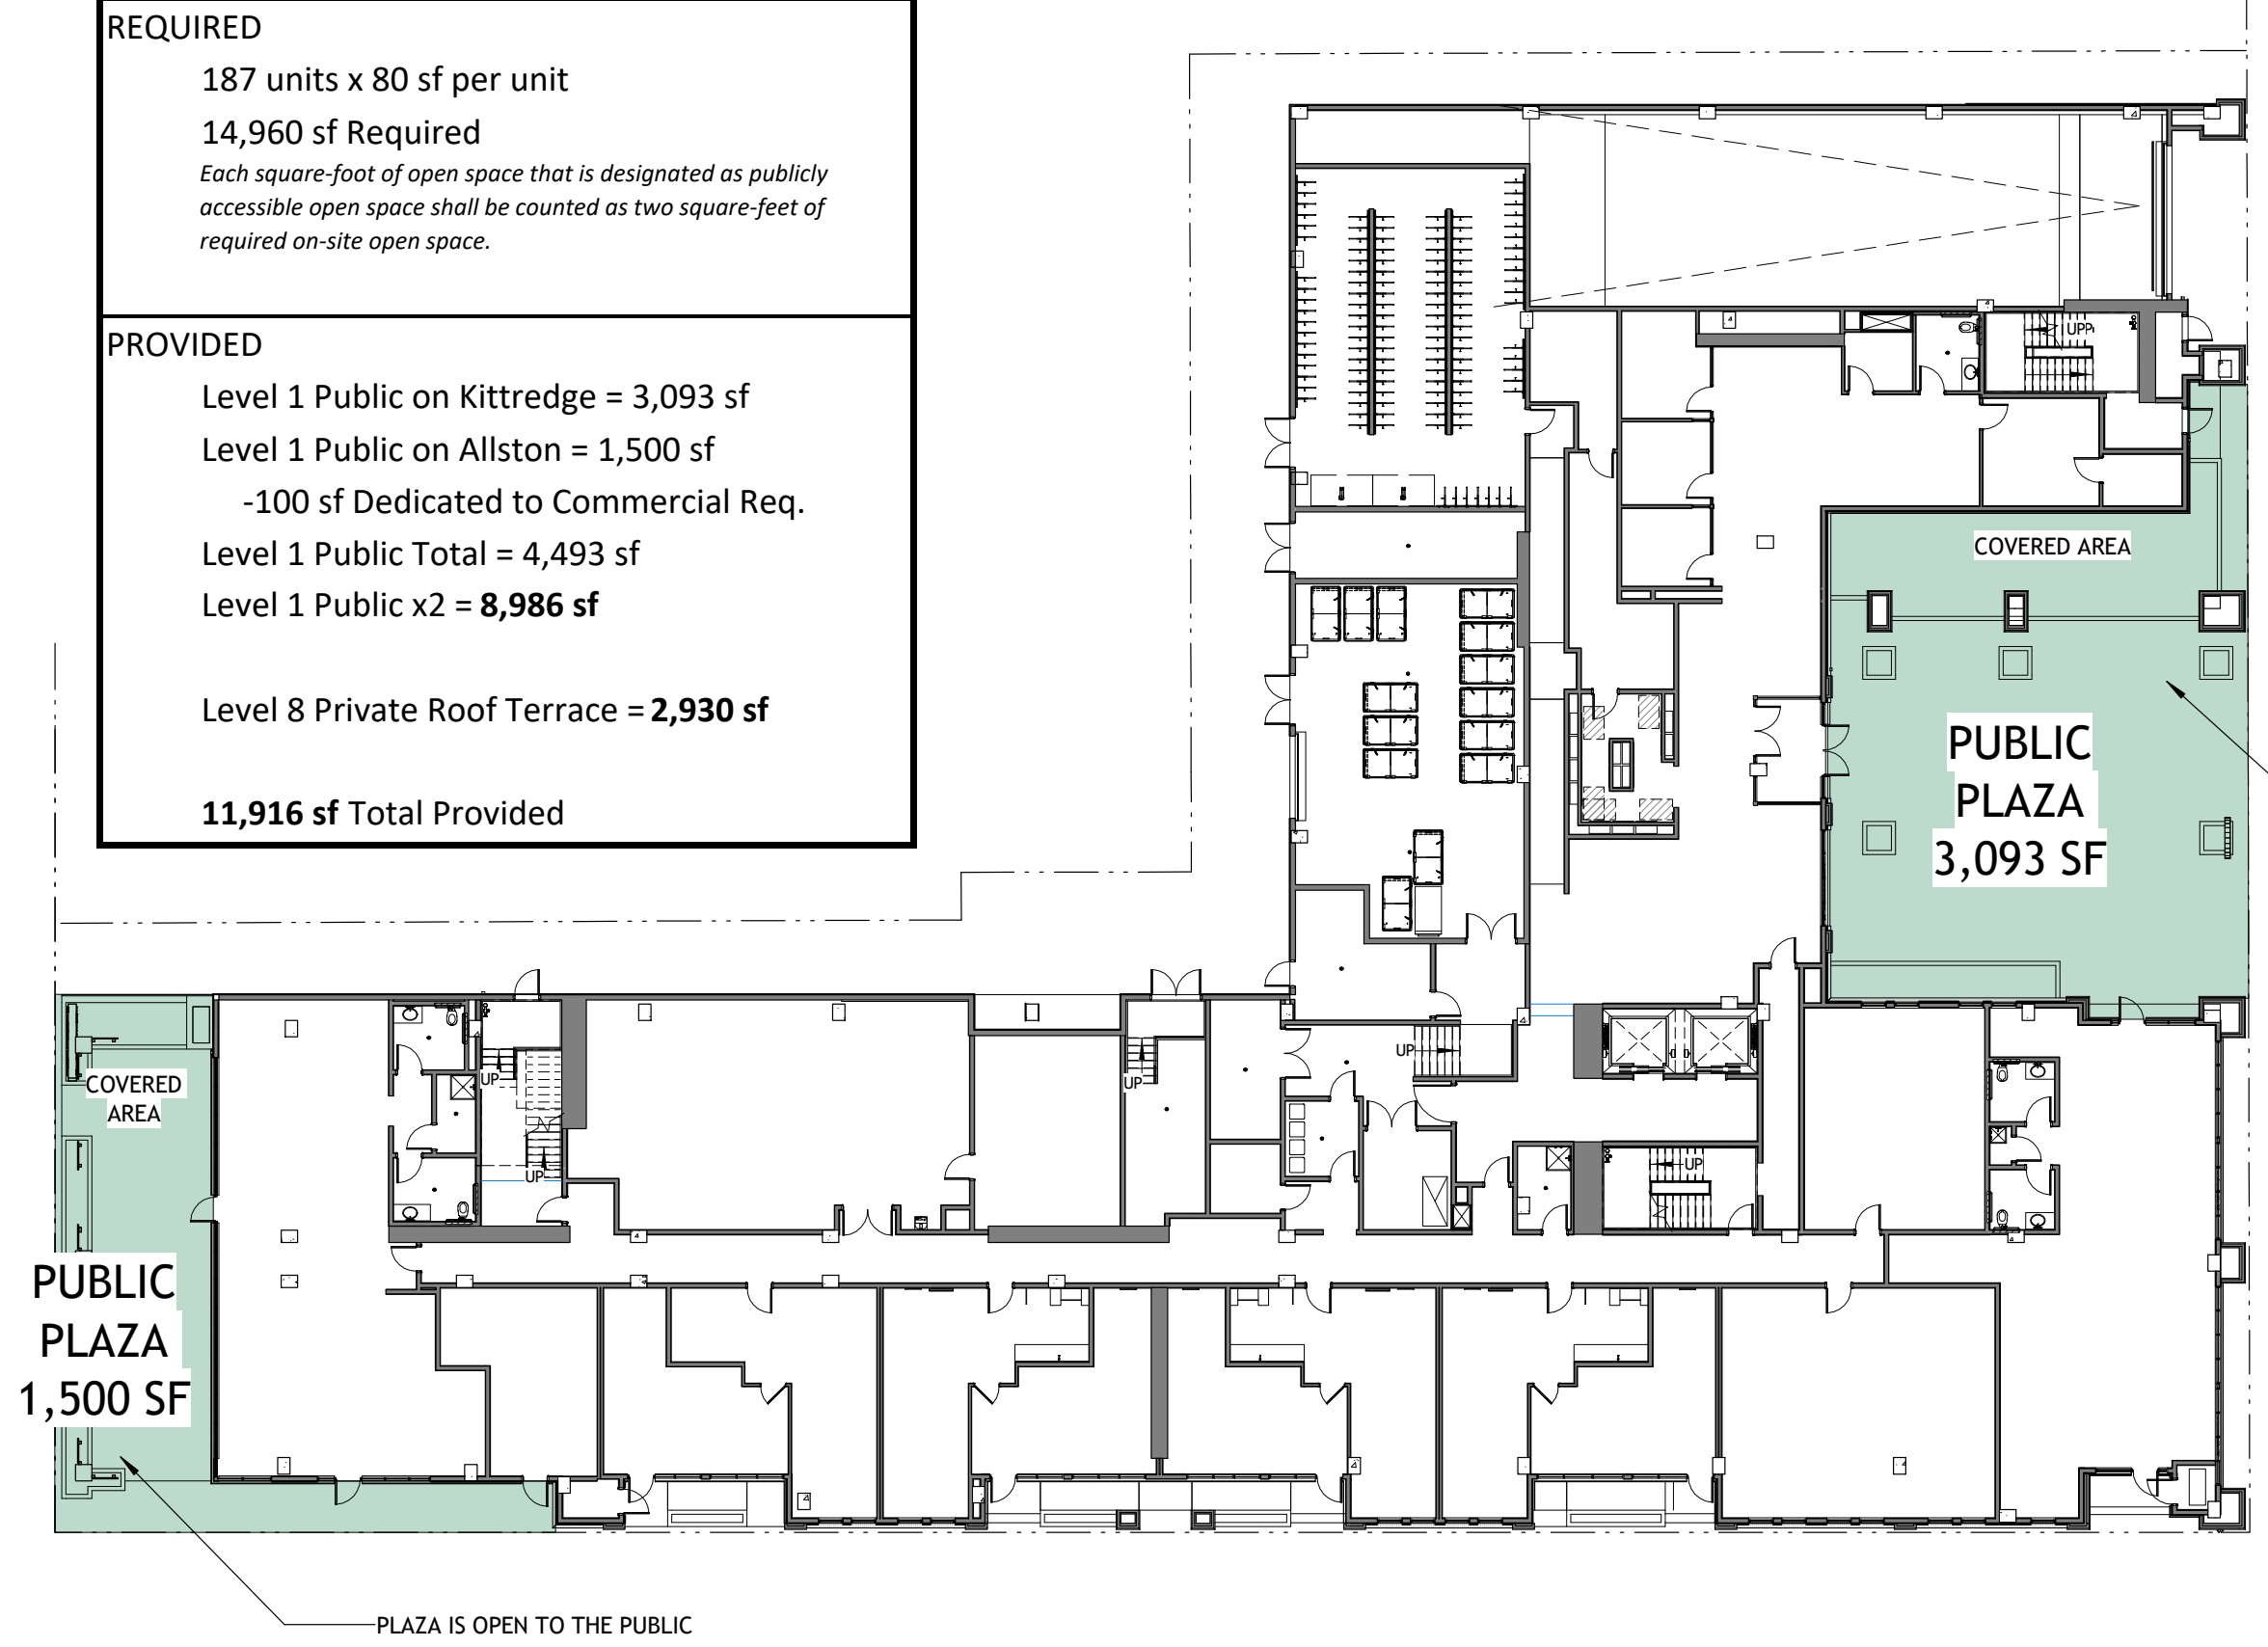 REQUIRED
187 units x 80 sf per unit
14,960 sf Required
Each square-foot of open space that is designated as publicly
accessible open space shall be counted as two square-feet of
required on-site open space.
PROVIDED
Level 1 Public on Kittredge = 3,093 sf
Level 1 Public on Allston = 1,500 sf
-100 sf Dedicated to Commercial Req.
Level 1 Public Total = 4,493 sf
Level 1 Public x2 = 8,986 sf
Level 8 Private Roof Terrace = 2,930 sf
11,916 sf Total Provided
UPP
COVERED AREA
PUBLIC
PLAZA
3,093 SF
UP
UP
UP
UP
UP
COVERED
AREA
PUBLIC
PLAZA
1,500 SF
PLAZA IS OPEN TO THE PUBLIC